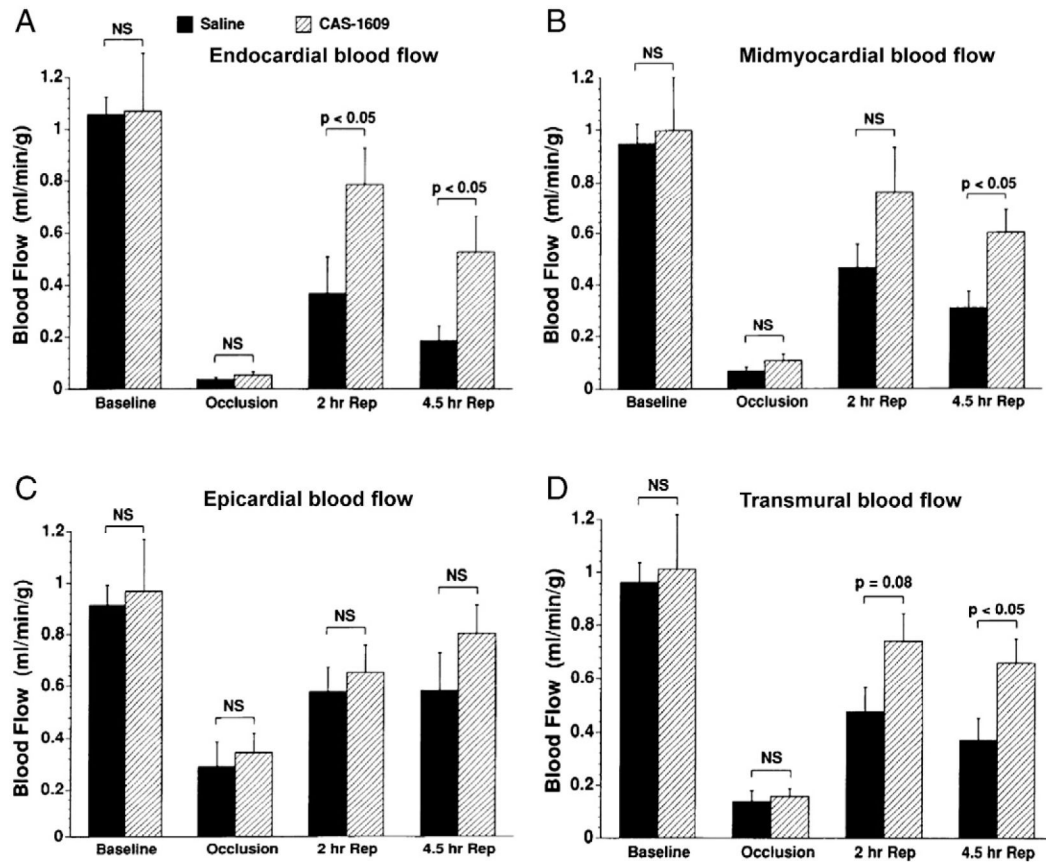 A
Saline
CAS-1609
Endocardial blood flow
NS
p < 0.05
p < 0.05
NS
1.2
1
0.8
0.6
0.4
0.2
0
Blood Flow (ml/min/g)
Baseline
Occlusion
2 hr Rep
4.5 hr Rep
B
Midmyocardial blood flow
NS
NS
p < 0.05
NS
1.2
1
0.8
0.6
0.4
0.2
0
Blood Flow (ml/min/g)
Baseline
Occlusion
2 hr Rep
4.5 hr Rep
C
Epicardial blood flow
NS
NS
NS
NS
1.2
1
0.8
0.6
0.4
0.2
0
Blood Flow (ml/min/g)
Baseline
Occlusion
2 hr Rep
4.5 hr Rep
D
Transmural blood flow
NS
p = 0.08
p < 0.05
NS
1.2
1
0.8
0.6
0.4
0.2
0
Blood Flow (ml/min/g)
Baseline
Occlusion
2 hr Rep
4.5 hr Rep